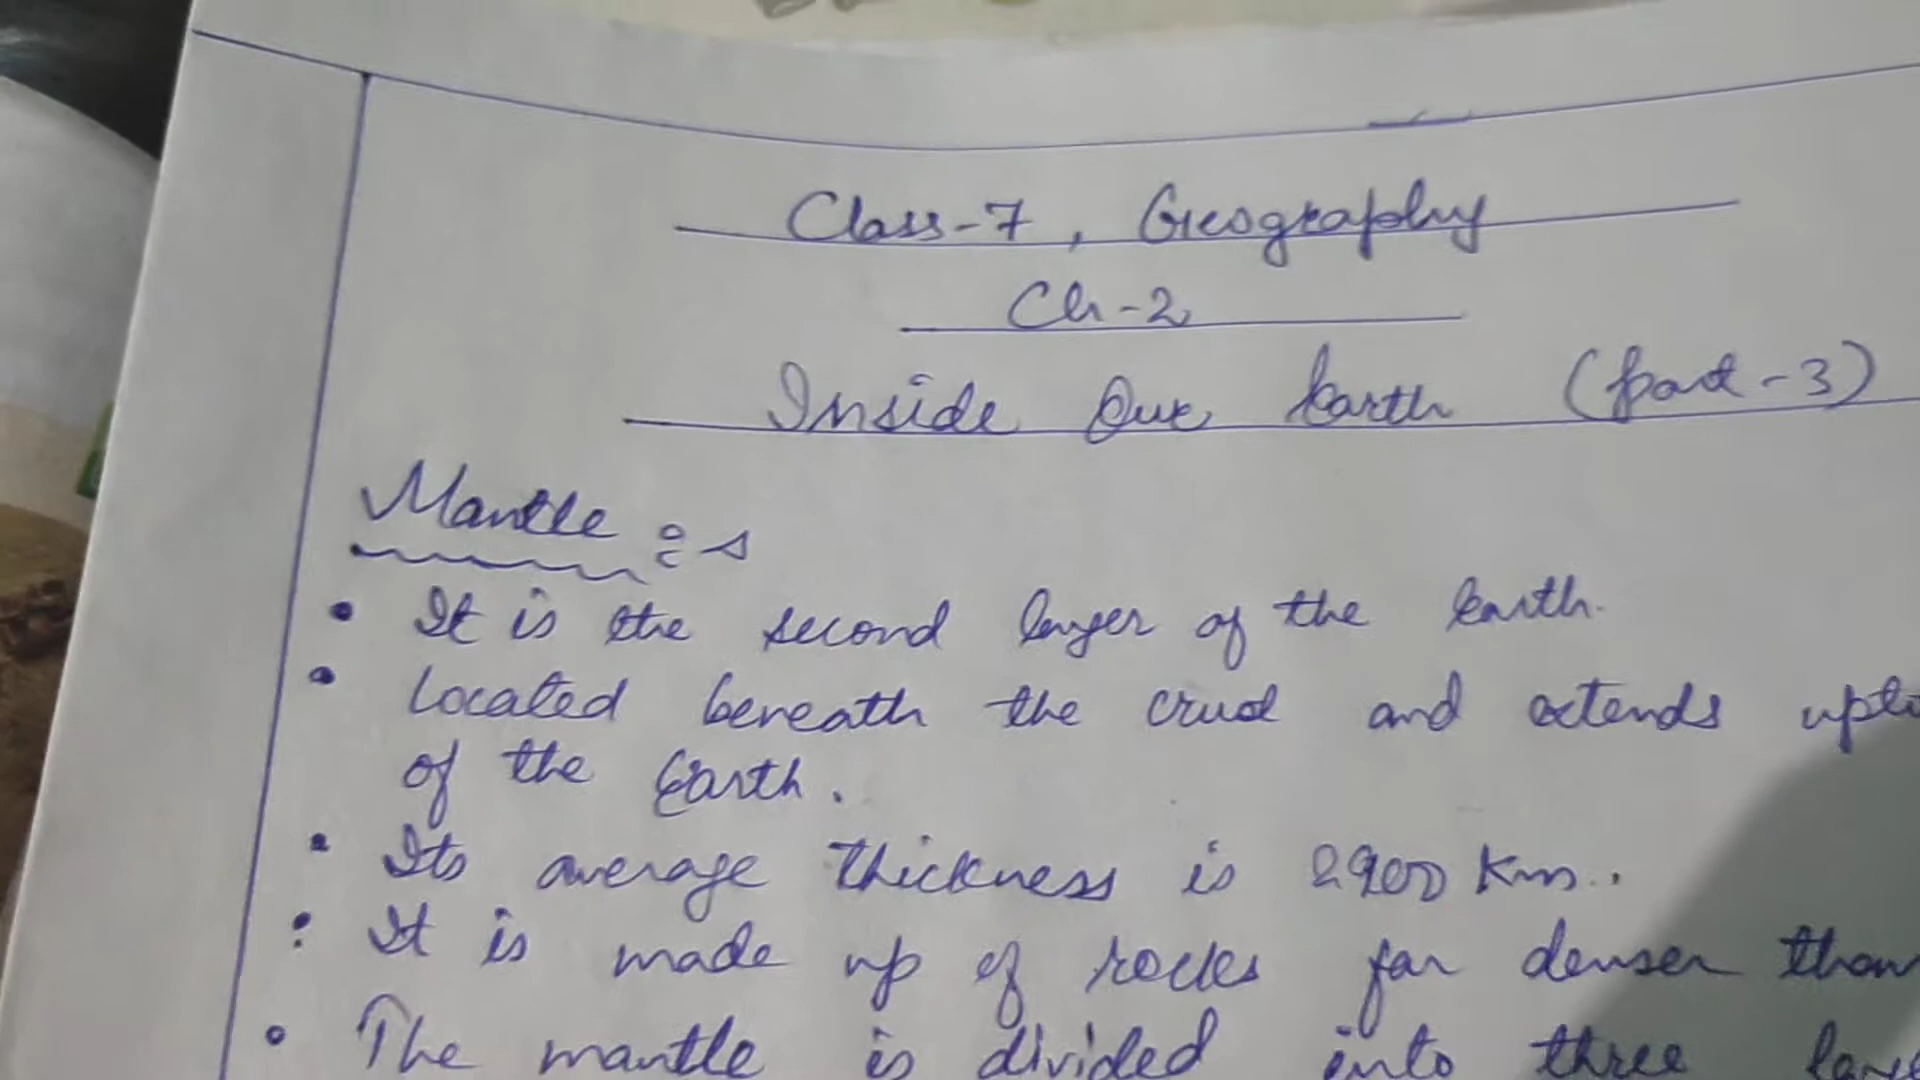 Class-7, Geography
Ch-2
Inside Our Earth (part-3)
Mantle :-
• It is the second layer of the Earth.
• Located beneath the crust and extends upto
of the Earth.
• Its average thickness is 2900 Km.
• It is made up of rocks far denser than
• The mantle is divided into three